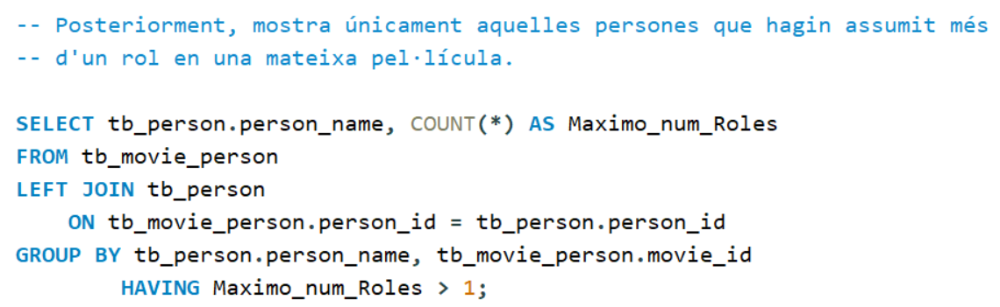 -- Posteriorment, mostra únicament aquelles persones que hagin assumit més
-- d'un rol en una mateixa pel·lícula.
SELECT tb_person.person_name, COUNT(*) AS Maximo_num_Roles
FROM tb_movie_person
LEFT JOIN tb_person
ON tb_movie_person.person_id = tb_person.person_id
GROUP BY tb_person.person_name, tb_movie_person.movie_id
HAVING Maximo_num_Roles > 1;